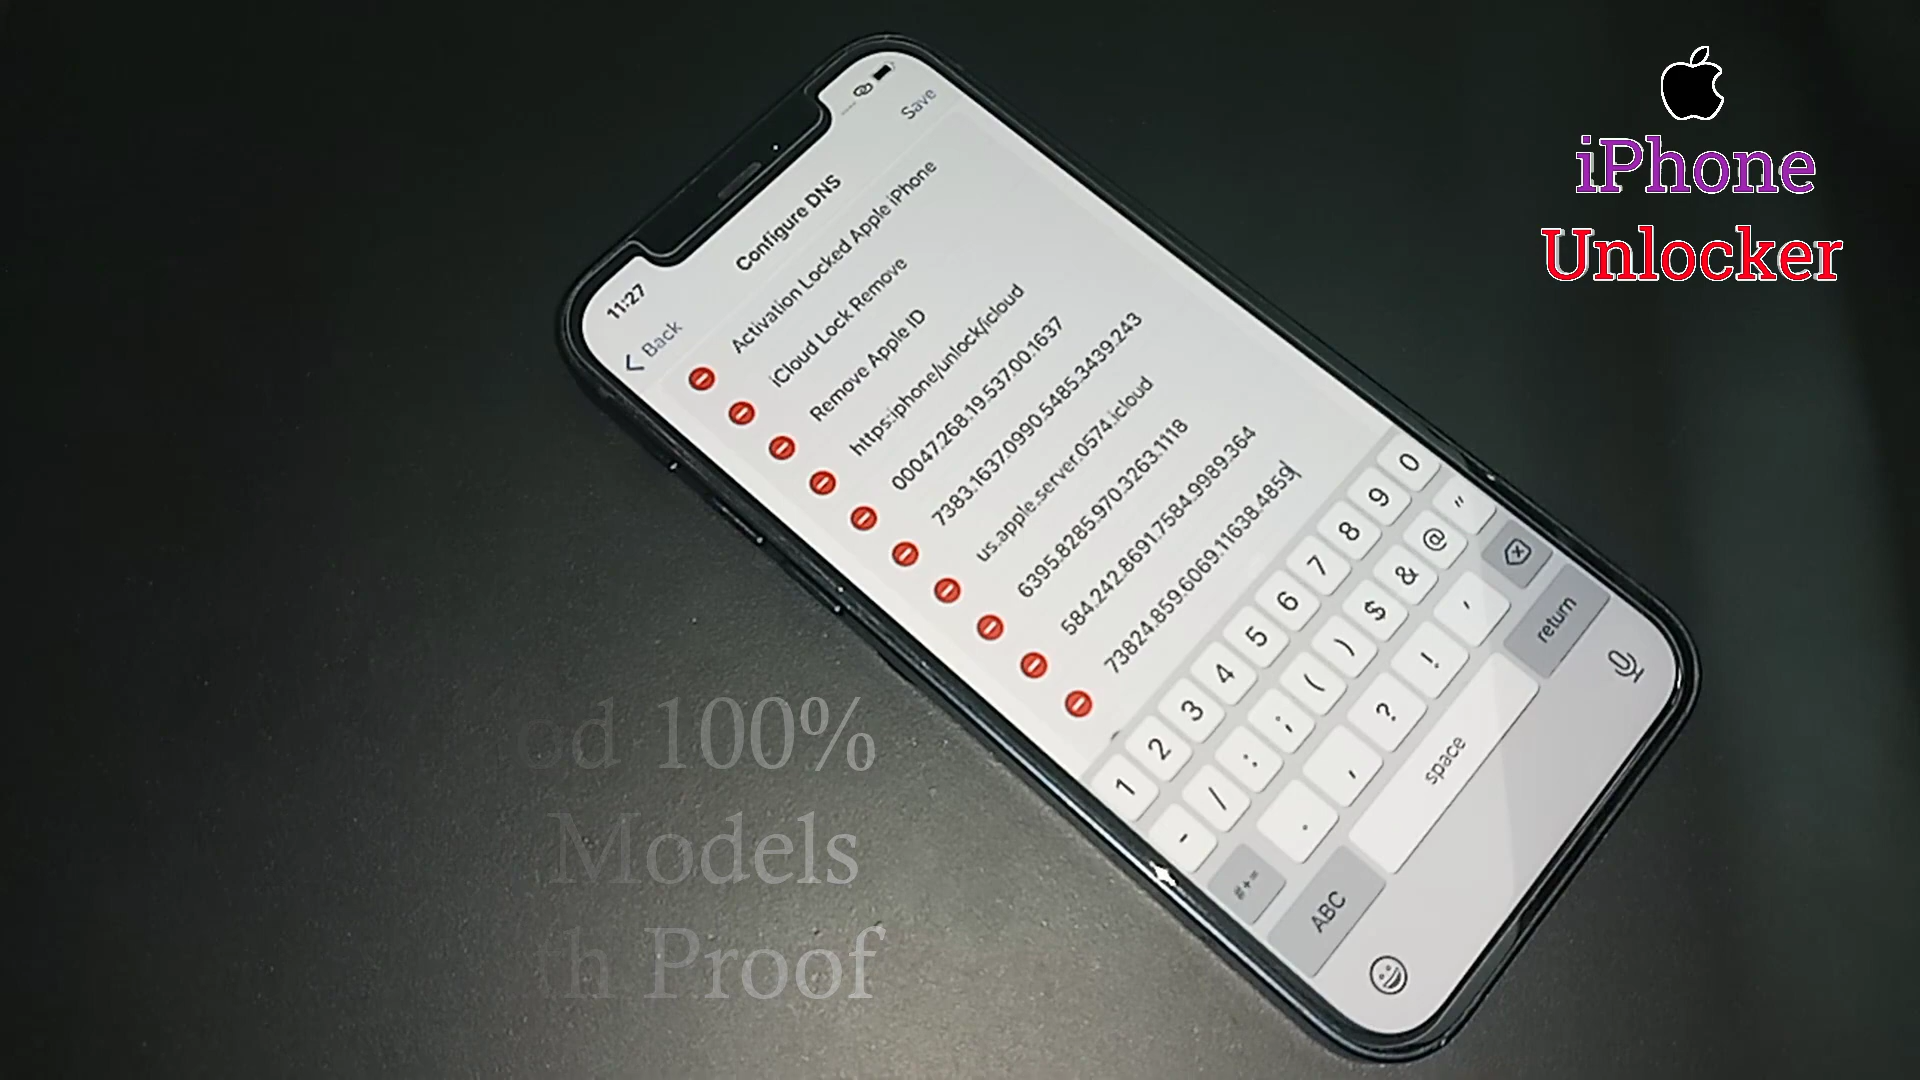 iPhone
Unlocker
11:27
Back
Configure DNS
Save
Activation Locked Apple iPhone
iCloud Lock Remove
Remove Apple ID
https:iphone/unlock/icloud
00047.268.19.537.00.1637
7383.1637.0990.5485.3439.243
us.apple.server.0574.icloud
6395.8285.970.3263.1118
584.242.8691.7584.9989.364
73824.859.6069.11638.4859
1 2 3 4 5 6 7 8 9 0
- / : ; ( ) $ & @ "
#+= . , ? ! '
ABC space return
od 100%
Models
th Proof